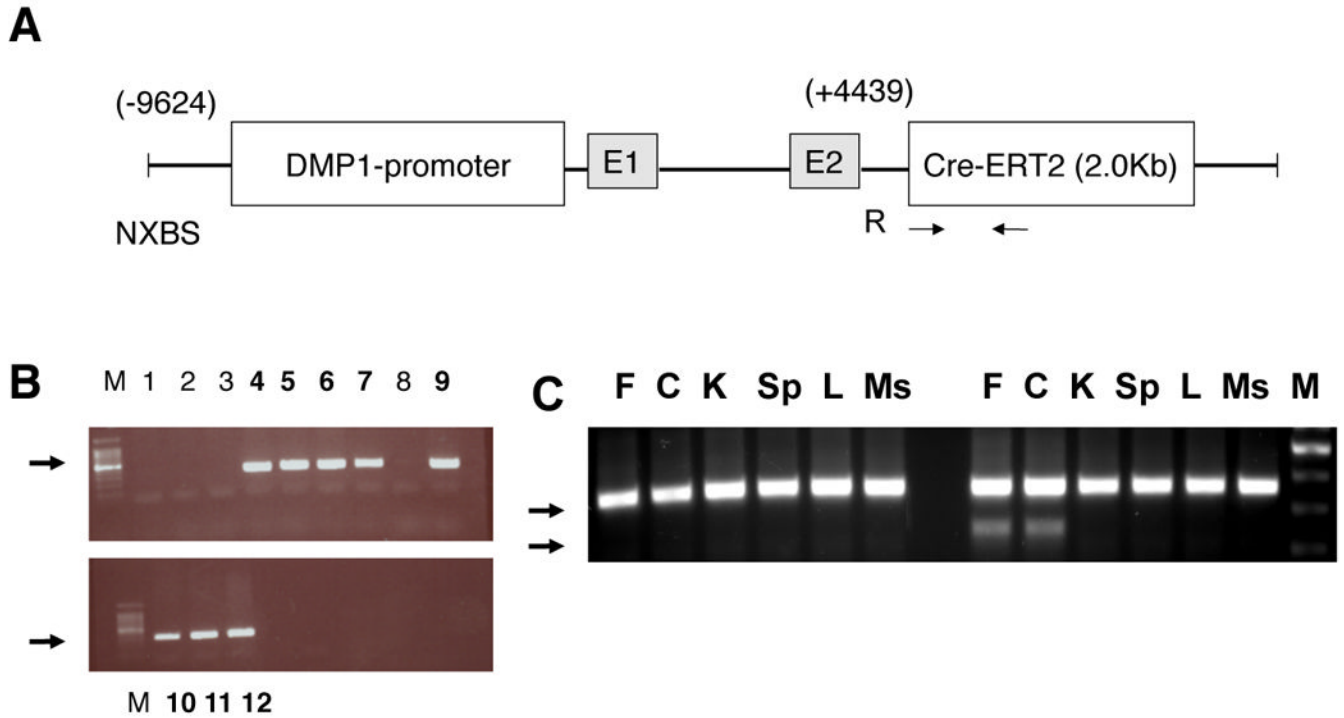 A
(-9624)
(+4439)
DMP1-promoter E1 E2 Cre-ERT2 (2.0Kb)
NXBS
R
B
M 1 2 3 4 5 6 7 8 9
M 10 11 12
C
F C K Sp L Ms F C K Sp L Ms M